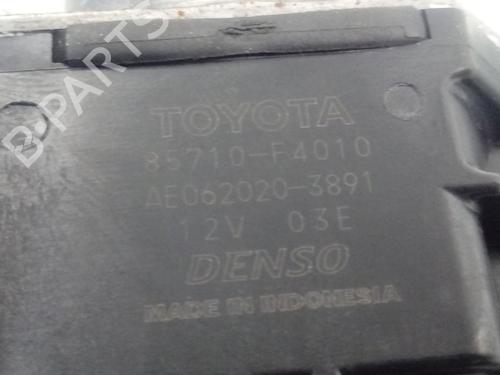 B-PARTS
TOYOTA
85710-F4010
AE062020-3891
12V 03E
DENSO
MADE IN INDONESIA